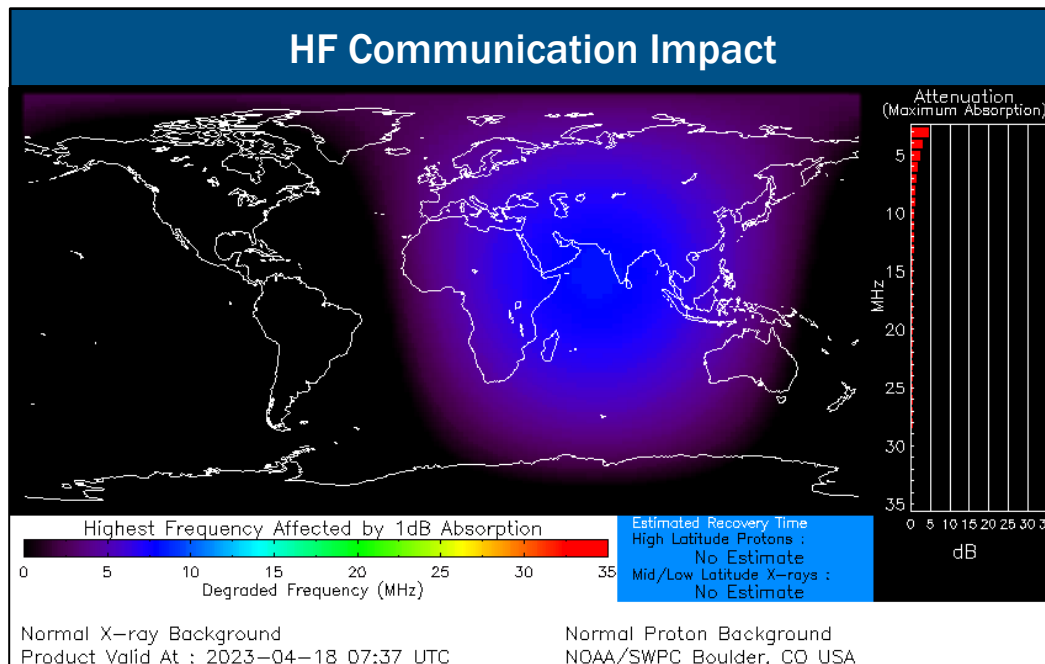 HF Communication Impact
Attenuation
(Maximum Absorption)
5
10
15
20
25
30
35
MHz
0 5 10 15 20 25 30 3
dB
Highest Frequency Affected by 1dB Absorption
0 5 10 15 20 25 30 35
Degraded Frequency (MHz)
Estimated Recovery Time
High Latitude Protons :
No Estimate
Mid/Low Latitude X-rays :
No Estimate
Normal X-ray Background
Product Valid At : 2023-04-18 07:37 UTC
Normal Proton Background
NOAA/SWPC Boulder, CO USA